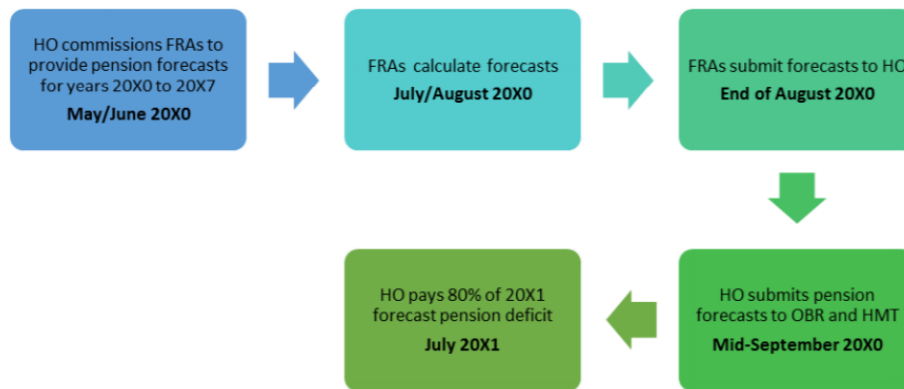 HO commissions FRAs to
provide pension forecasts
for years 20X0 to 20X7
May/June 20X0
FRAs calculate forecasts
July/August 20X0
FRAs submit forecasts to HO
End of August 20X0
HO submits pension
forecasts to OBR and HMT
Mid-September 20X0
HO pays 80% of 20X1
forecast pension deficit
July 20X1